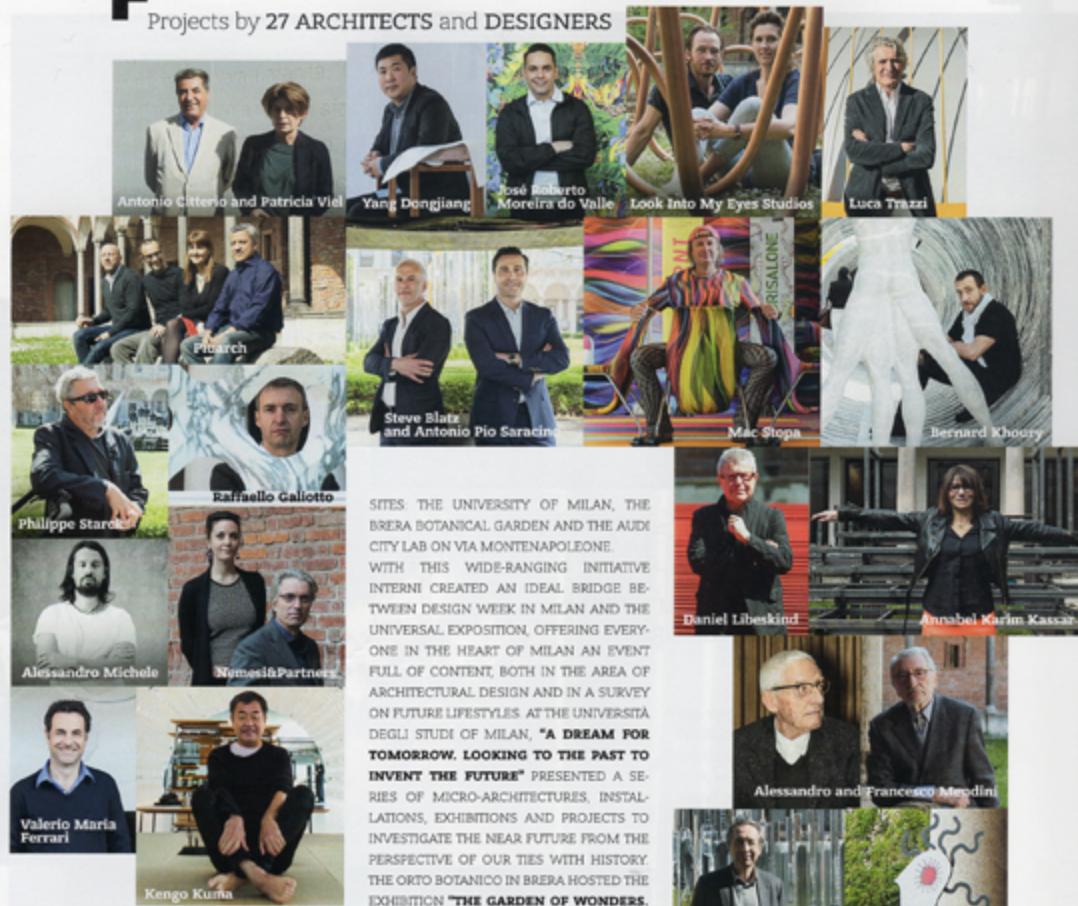 Projects by 27 ARCHITECTS and DESIGNERS
Antonio Citterio and Patricia Viel
Yang Dongjiang
José Roberto
Moreira do Valle
Look Into My Eyes Studios
Luca Trazzi
Piuarch
Steve Blatz
and Antonio Pio Saracino
Mac Stopa
RISALONE
Bernard Khoury
Philippe Starck
Raffaello Galiotto
Daniel Libeskind
Annabel Karim Kassar
Alessandro Michele
Nemesi&Partners
Alessandro and Francesco Mendini
Valerio Maria
Ferrari
Kengo Kuma
SITES: THE UNIVERSITY OF MILAN, THE
BRERA BOTANICAL GARDEN AND THE AUDI
CITY LAB ON VIA MONTENAPOLEONE.
WITH THIS WIDE-RANGING INITIATIVE
INTERNI CREATED AN IDEAL BRIDGE BE-
TWEEN DESIGN WEEK IN MILAN AND THE
UNIVERSAL EXPOSITION, OFFERING EVERY-
ONE IN THE HEART OF MILAN AN EVENT
FULL OF CONTENT, BOTH IN THE AREA OF
ARCHITECTURAL DESIGN AND IN A SURVEY
ON FUTURE LIFESTYLES. AT THE UNIVERSITÀ
DEGLI STUDI OF MILAN, "A DREAM FOR
TOMORROW. LOOKING TO THE PAST TO
INVENT THE FUTURE" PRESENTED A SE-
RIES OF MICRO-ARCHITECTURES, INSTAL-
LATIONS, EXHIBITIONS AND PROJECTS TO
INVESTIGATE THE NEAR FUTURE FROM THE
PERSPECTIVE OF OUR TIES WITH HISTORY.
THE ORTO BOTANICO IN BRERA HOSTED THE
EXHIBITION "THE GARDEN OF WONDERS.